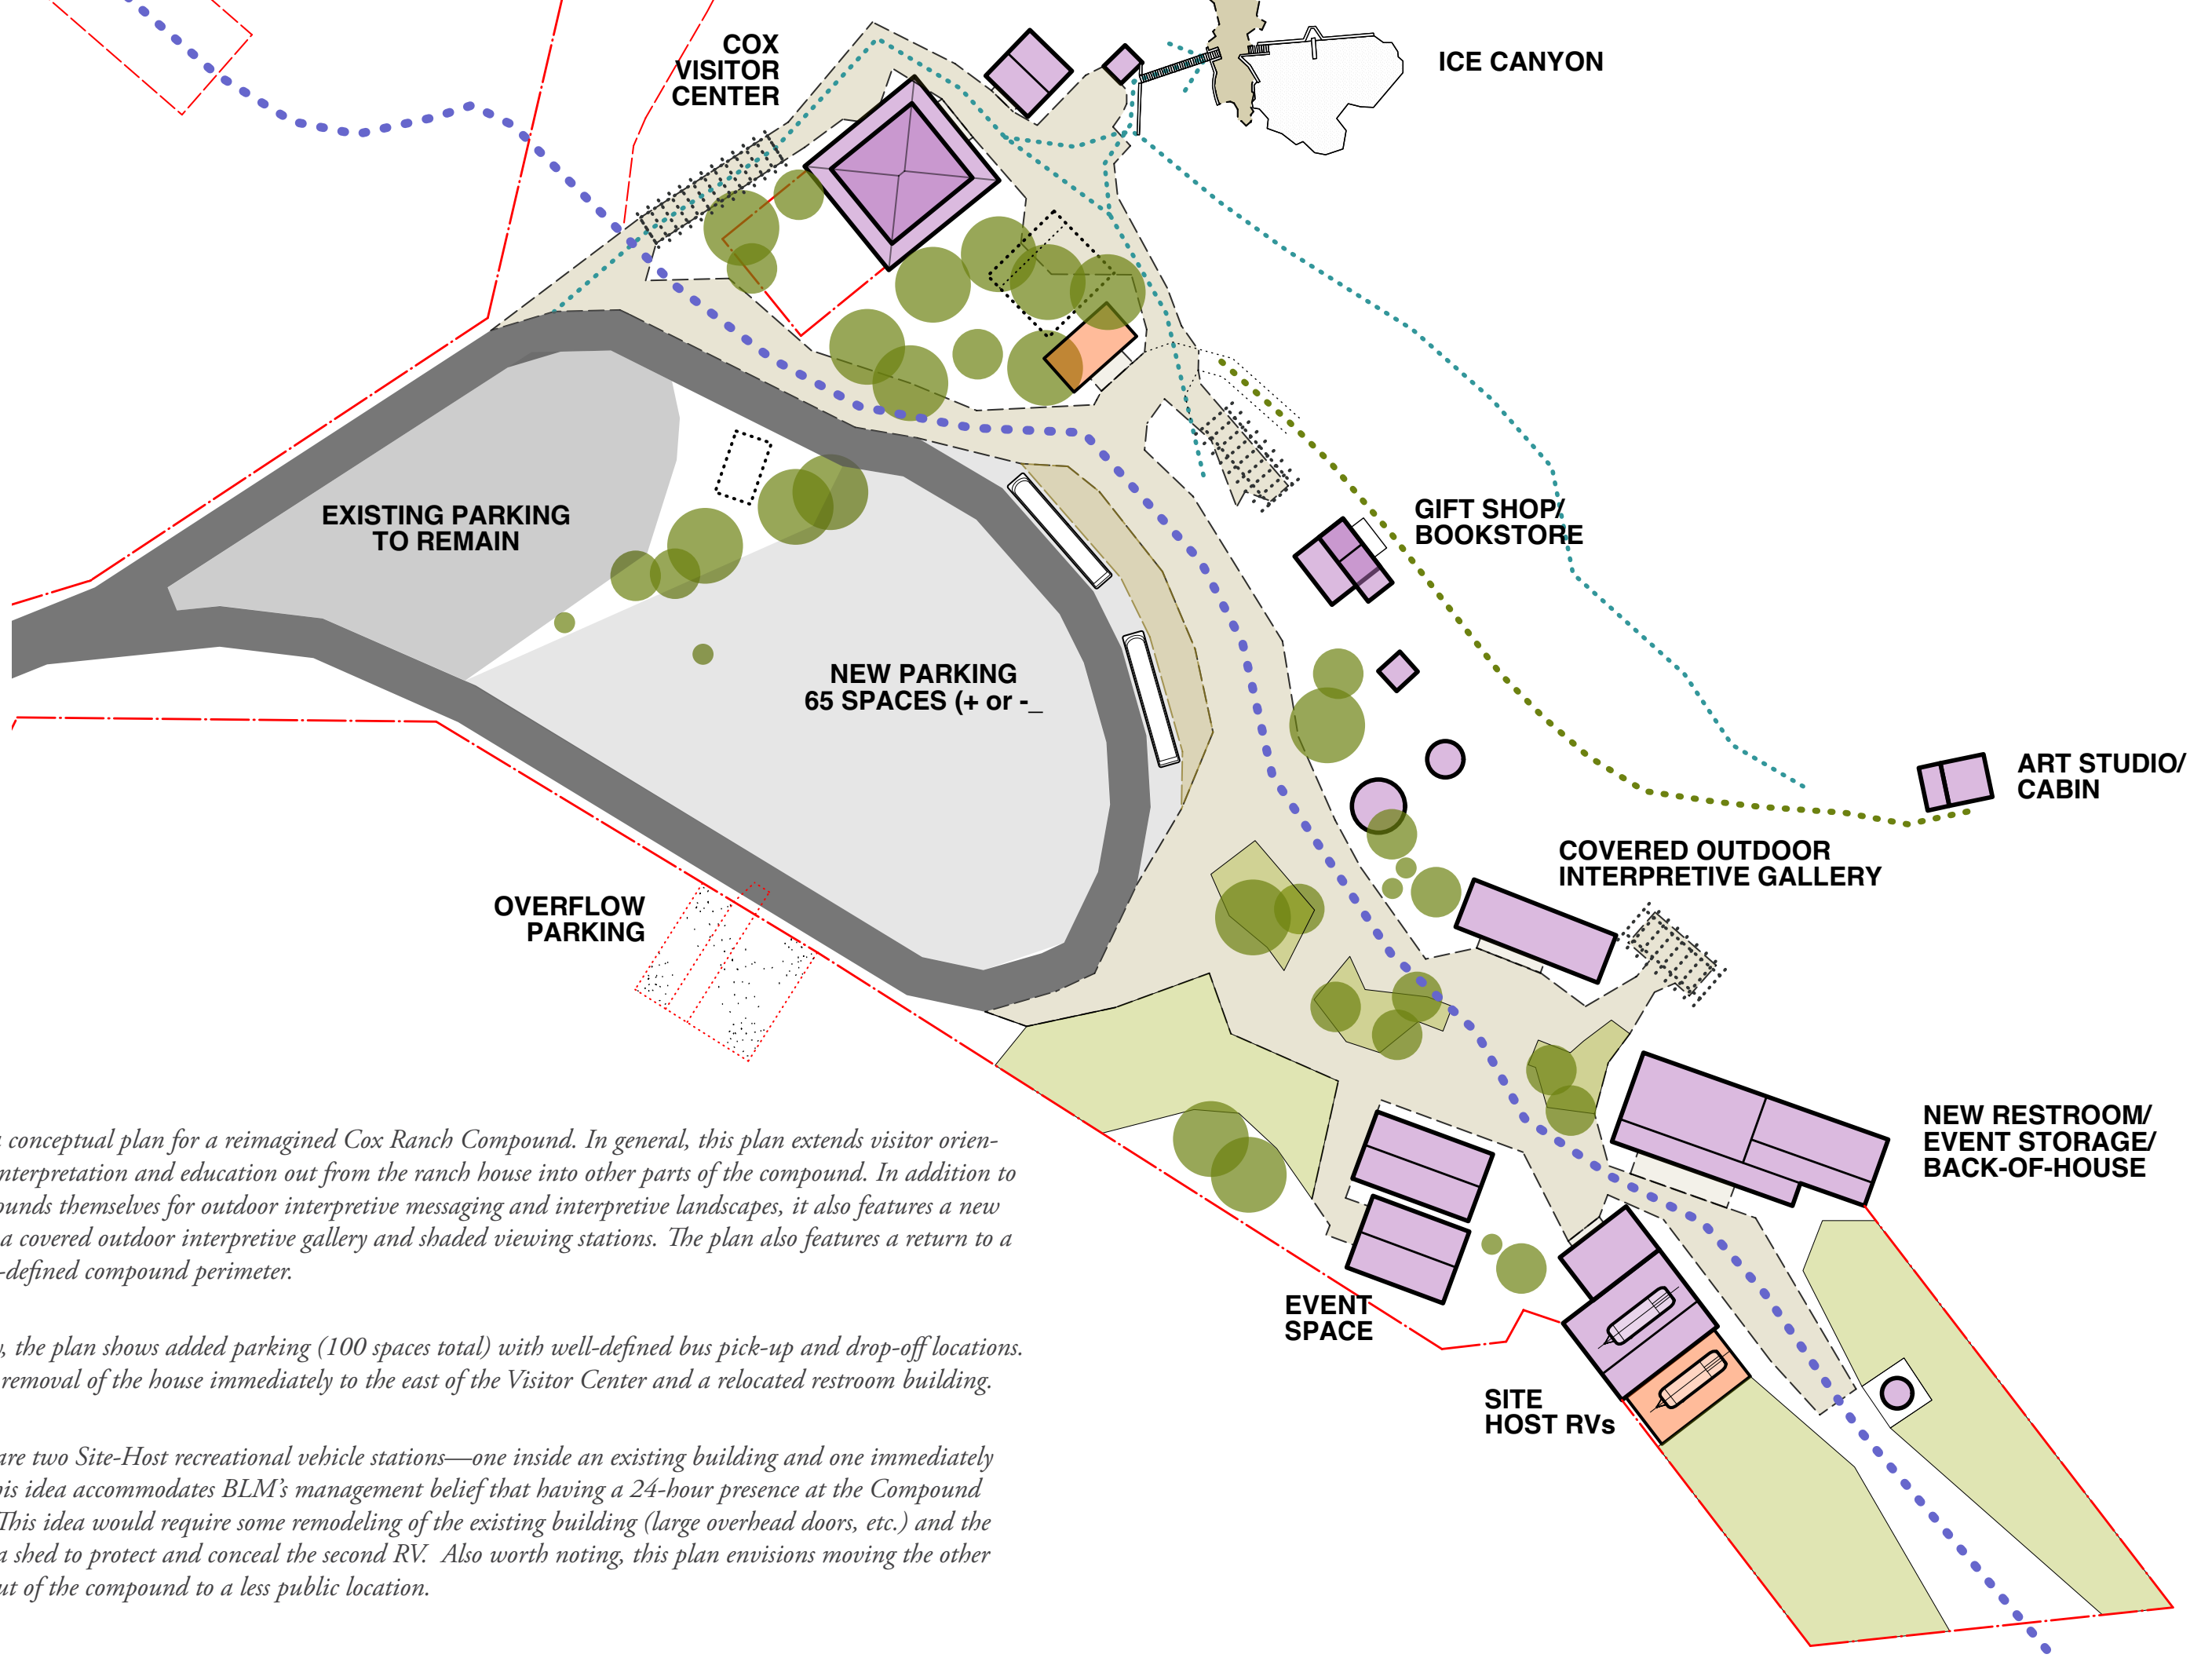 COX
VISITOR
CENTER
ICE CANYON
EXISTING PARKING
TO REMAIN
GIFT SHOP/
BOOKSTORE
NEW PARKING
65 SPACES (+ or -_
ART STUDIO/
CABIN
COVERED OUTDOOR
INTERPRETIVE GALLERY
OVERFLOW
PARKING
NEW RESTROOM/
EVENT STORAGE/
BACK-OF-HOUSE
EVENT
SPACE
SITE
HOST RVs
conceptual plan for a reimagined Cox Ranch Compound. In general, this plan extends visitor orien-
nterpretation and education out from the ranch house into other parts of the compound. In addition to
ounds themselves for outdoor interpretive messaging and interpretive landscapes, it also features a new
a covered outdoor interpretive gallery and shaded viewing stations. The plan also features a return to a
-defined compound perimeter.
, the plan shows added parking (100 spaces total) with well-defined bus pick-up and drop-off locations.
removal of the house immediately to the east of the Visitor Center and a relocated restroom building.
are two Site-Host recreational vehicle stations—one inside an existing building and one immediately
his idea accommodates BLM's management belief that having a 24-hour presence at the Compound
This idea would require some remodeling of the existing building (large overhead doors, etc.) and the
a shed to protect and conceal the second RV. Also worth noting, this plan envisions moving the other
ut of the compound to a less public location.